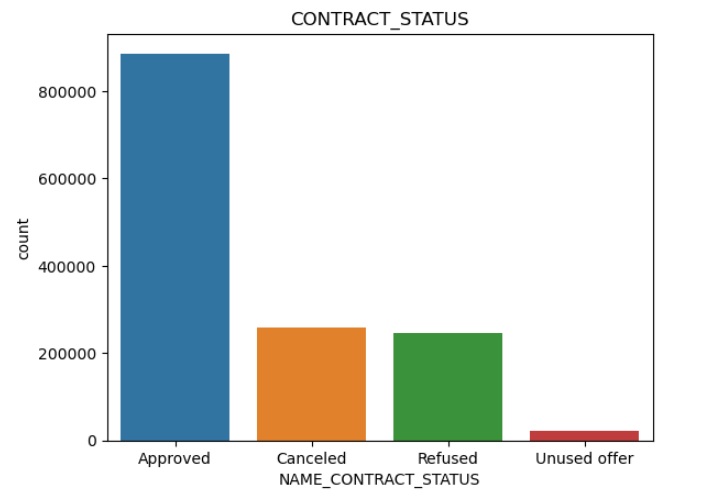 CONTRACT_STATUS
800000
600000
400000
200000
0
count
Approved Canceled Refused Unused offer
NAME_CONTRACT_STATUS